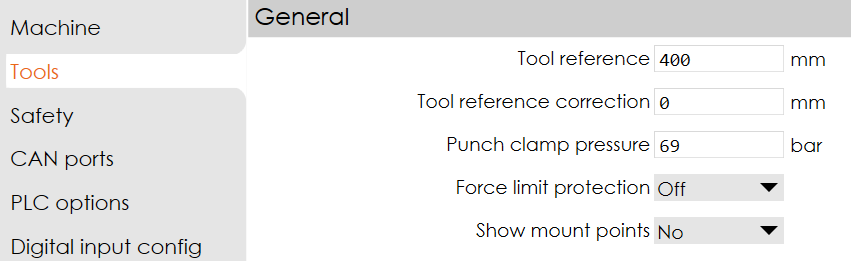 Machine
Tools
Safety
CAN ports
PLC options
Digital input config
General
Tool reference 400 mm
Tool reference correction 0 mm
Punch clamp pressure 69 bar
Force limit protection Off
Show mount points No